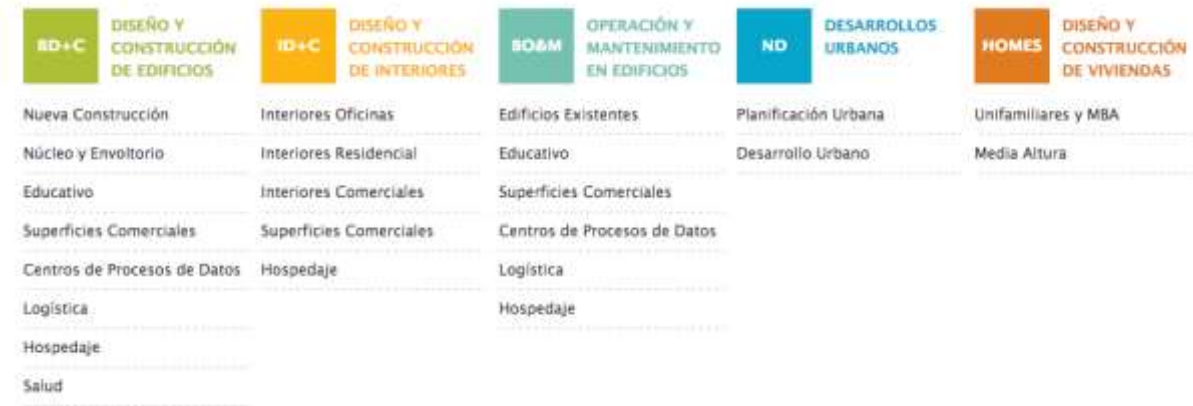 BD+C
DISEÑO Y
CONSTRUCCIÓN
DE EDIFICIOS
Nueva Construcción
Núcleo y Envoltorio
Educativo
Superficies Comerciales
Centros de Procesos de Datos
Logística
Hospedaje
Salud
ID+C
DISEÑO Y
CONSTRUCCIÓN
DE INTERIORES
Interiores Oficinas
Interiores Residencial
Interiores Comerciales
Superficies Comerciales
Hospedaje
BO&M
OPERACIÓN Y
MANTENIMIENTO
EN EDIFICIOS
Edificios Existentes
Educativo
Superficies Comerciales
Centros de Procesos de Datos
Logística
Hospedaje
ND
DESARROLLOS
URBANOS
Planificación Urbana
Desarrollo Urbano
HOMES
DISEÑO Y
CONSTRUCCIÓN
DE VIVIENDAS
Unifamiliares y MBA
Media Altura